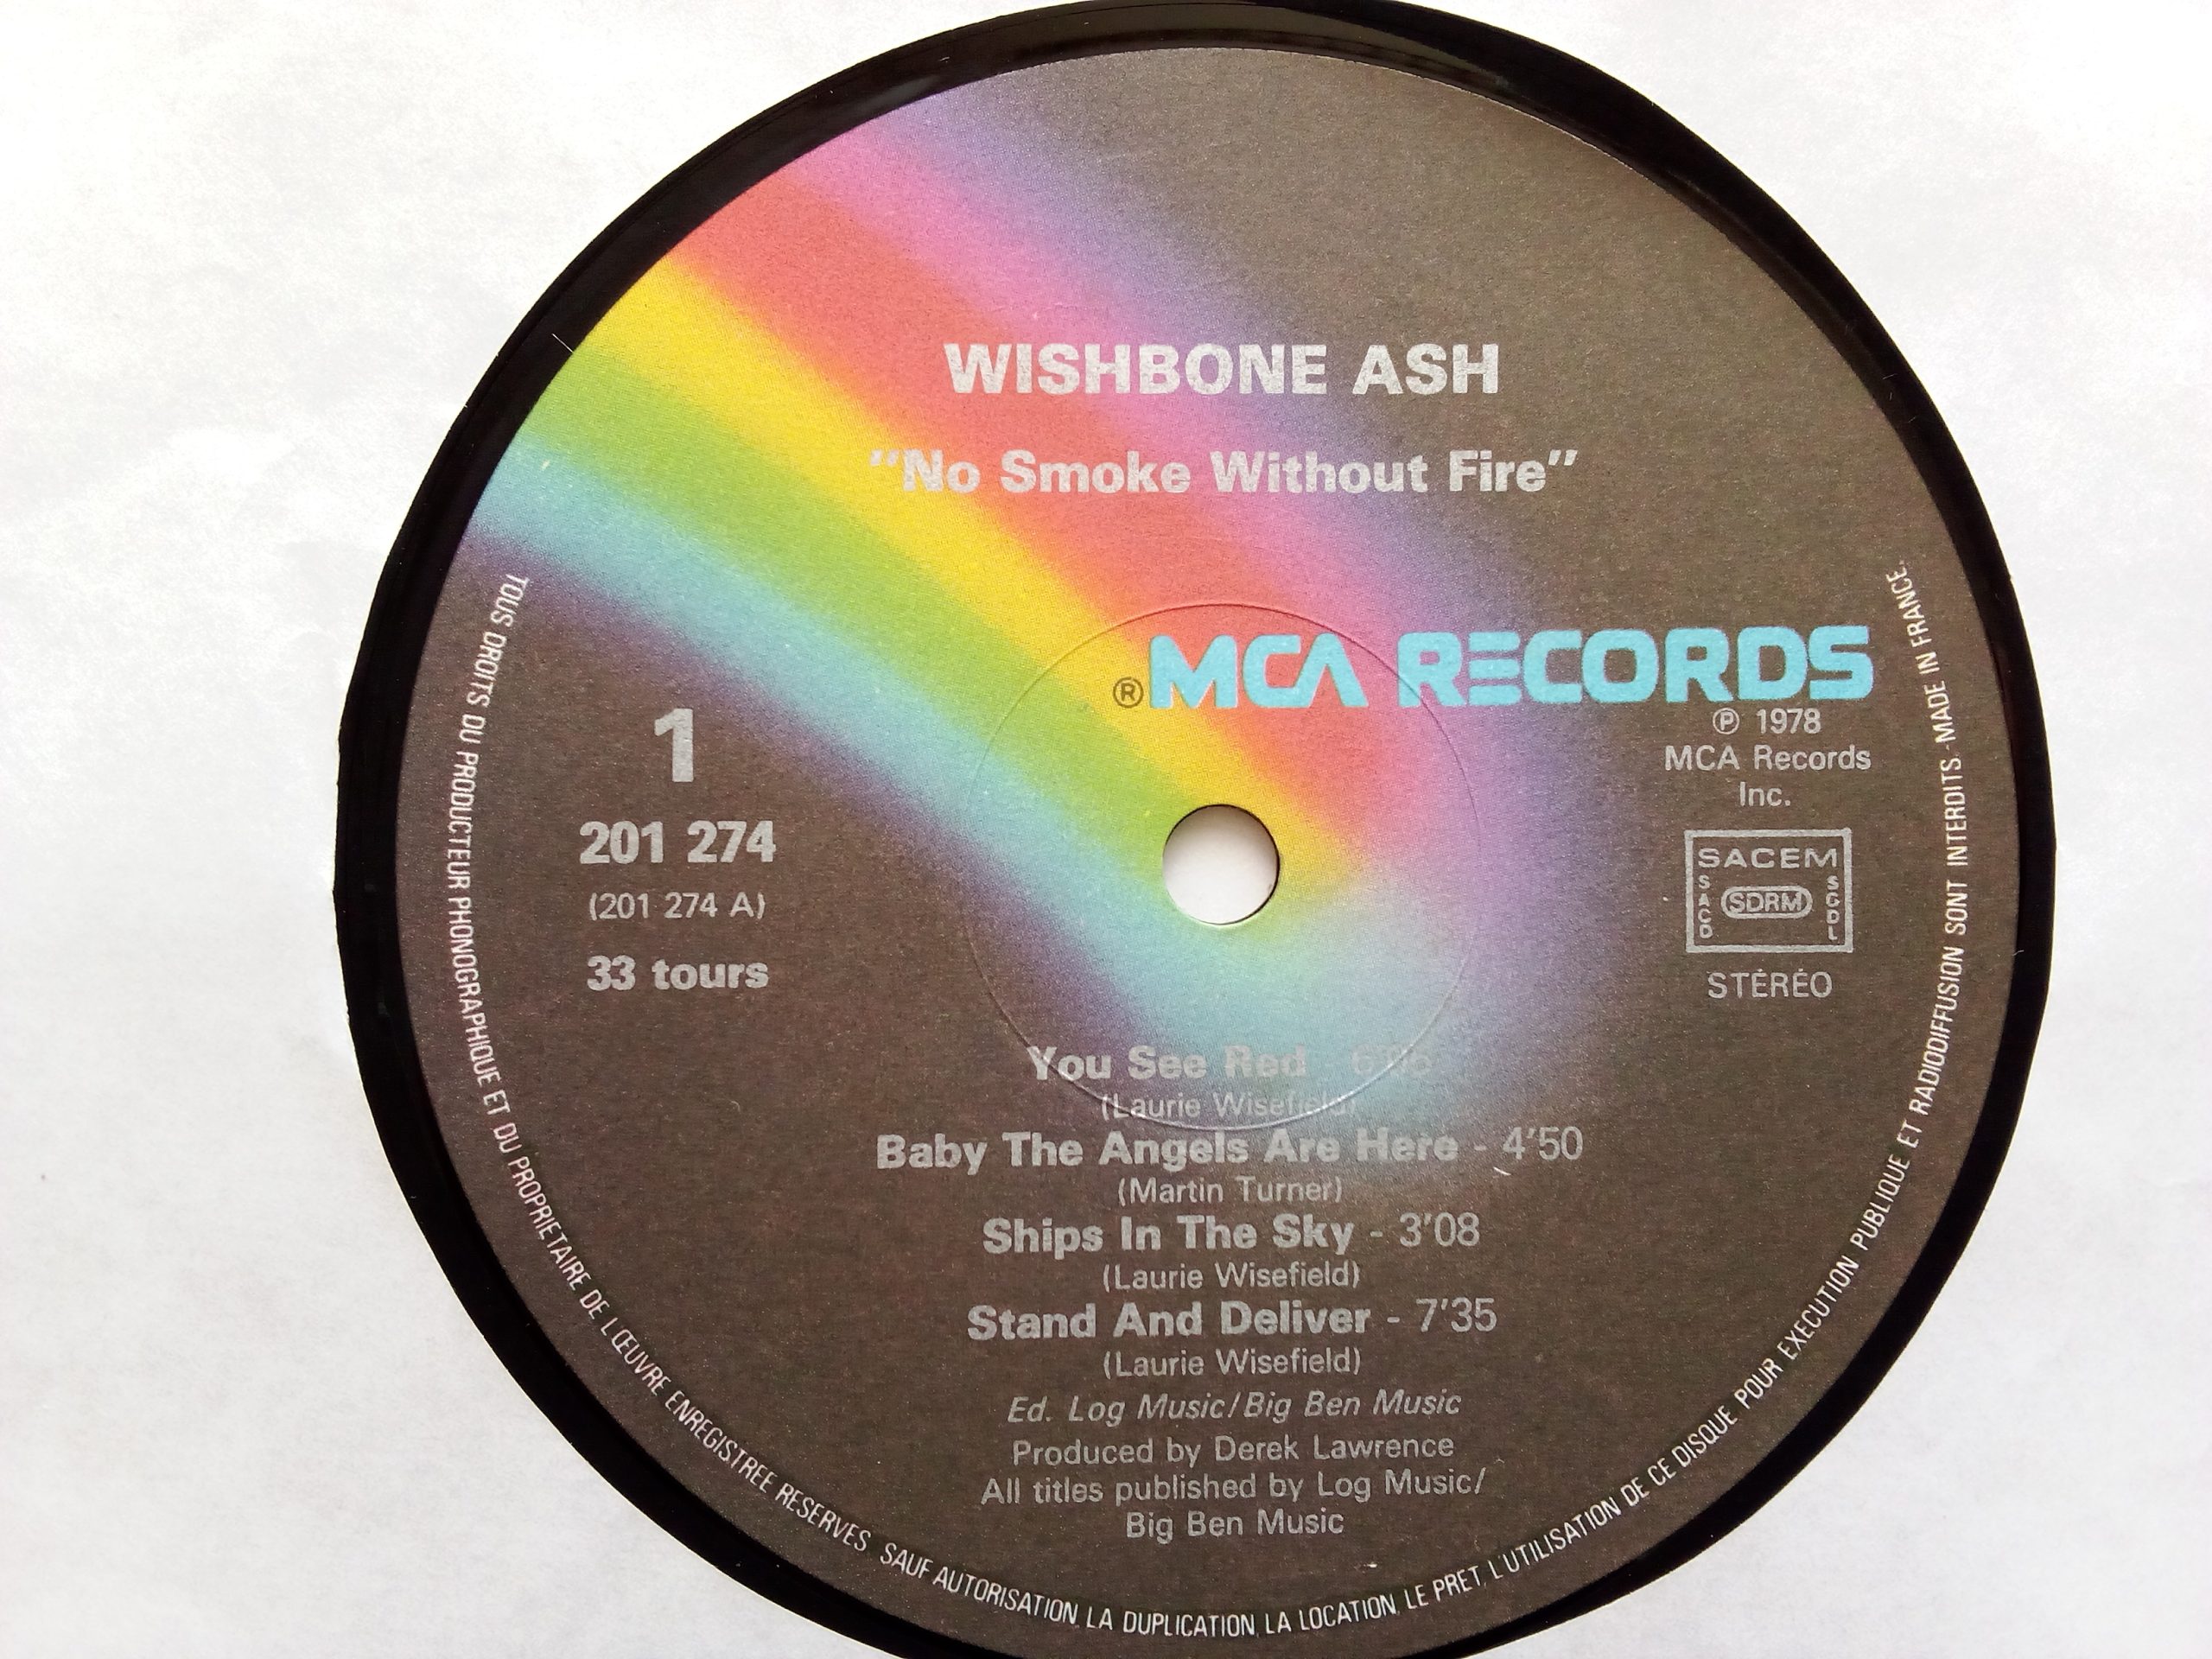 WISHBONE ASH
"No Smoke Without Fire"
® MCA RECORDS
℗ 1978
MCA Records
Inc.
1
201 274
(201 274 A)
33 tours
SACEM
SACD
SDRM
SGDL
STÉRÉO
You See Red -
(Laurie Wisefield)
Baby The Angels Are Here - 4'50
(Martin Turner)
Ships In The Sky - 3'08
(Laurie Wisefield)
Stand And Deliver - 7'35
(Laurie Wisefield)
Ed. Log Music/Big Ben Music
Produced by Derek Lawrence
All titles published by Log Music/
Big Ben Music
TOUS DROITS DU PRODUCTEUR PHONOGRAPHIQUE ET DU PROPRIETAIRE DE L'ŒUVRE ENREGISTREE RESERVES. SAUF AUTORISATION, LA DUPLICATION, LA LOCATION, LE PRET, L'UTILISATION DE CE DISQUE POUR EXECUTION PUBLIQUE ET RADIODIFFUSION SONT INTERDITS. MADE IN FRANCE.